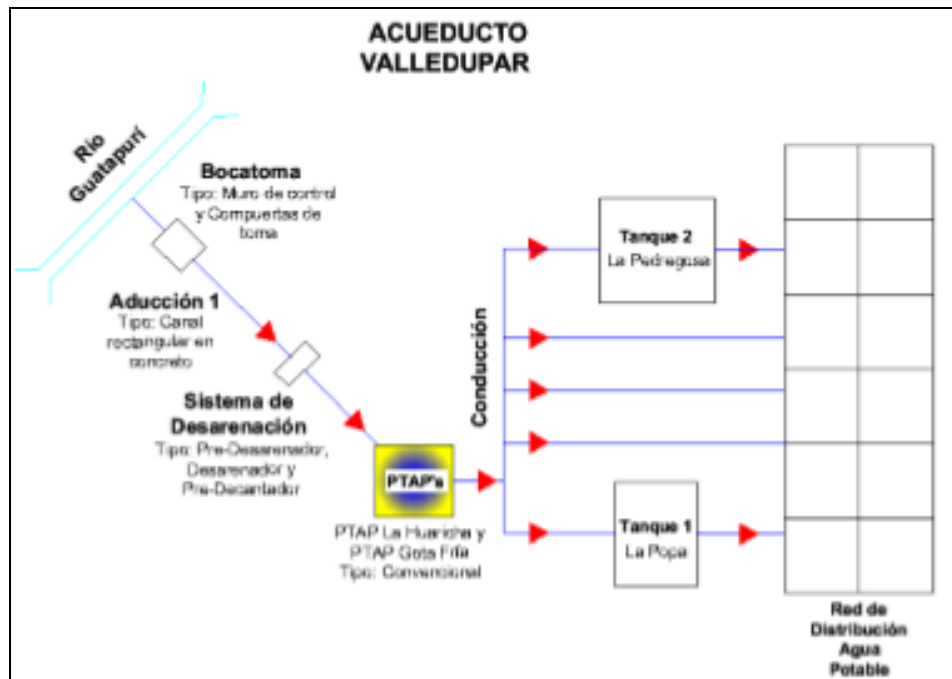 ACUEDUCTO
VALLEDUPAR
Río
Guatapurí
Bocatoma
Tipo: Muro de control
y Compuertas de
toma
Aducción 1
Tipo: Canal
rectangular en
concreto
Sistema de
Desarenación
Tipo: Pre-Desarenador,
Desarenador y
Pre-Decantador
PTAP's
PTAP La Huaricha y
PTAP Gota Fría
Tipo: Convencional
Conducción
Tanque 2
La Pedregosa
Tanque 1
La Popa
Red de
Distribución
Agua
Potable